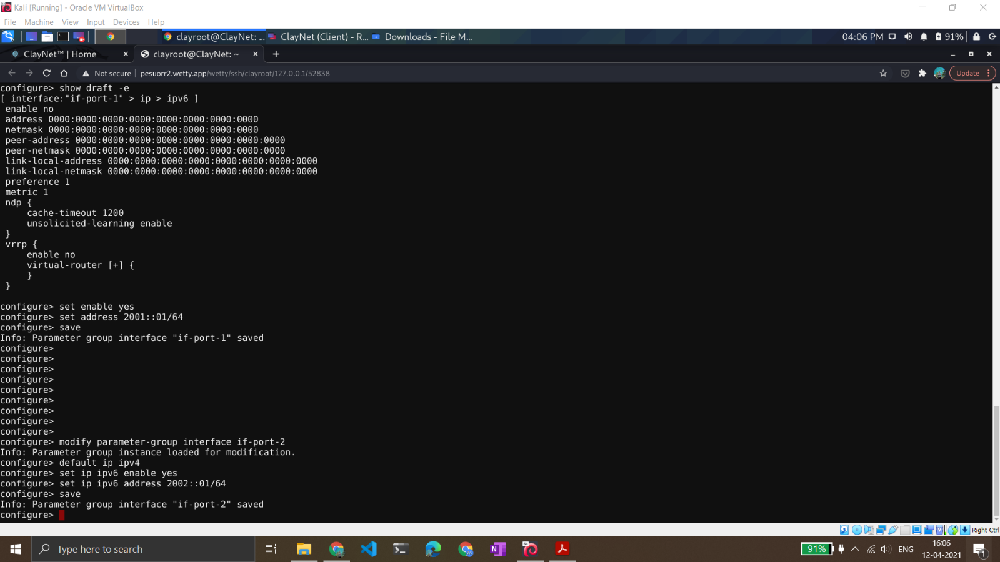 Kali [Running] - Oracle VM VirtualBox
File Machine View Input Devices Help
clayroot@ClayNet: ... ClayNet (Client) - R... Downloads - File M... 04:06 PM 91%
ClayNet™ | Home clayroot@ClayNet: ~
Not secure pesuorr2.wetty.app/wetty/ssh/clayroot/127.0.0.1/52838 Update
configure> show draft -e
[ interface:"if-port-1" > ip > ipv6 ]
enable no
address 0000:0000:0000:0000:0000:0000:0000:0000
netmask 0000:0000:0000:0000:0000:0000:0000:0000
peer-address 0000:0000:0000:0000:0000:0000:0000:0000
peer-netmask 0000:0000:0000:0000:0000:0000:0000:0000
link-local-address 0000:0000:0000:0000:0000:0000:0000:0000
link-local-netmask 0000:0000:0000:0000:0000:0000:0000:0000
preference 1
metric 1
ndp {
cache-timeout 1200
unsolicited-learning enable
}
vrrp {
enable no
virtual-router [+] {
}
}
configure> set enable yes
configure> set address 2001::01/64
configure> save
Info: Parameter group interface "if-port-1" saved
configure>
configure>
configure>
configure>
configure>
configure>
configure>
configure>
configure>
configure> modify parameter-group interface if-port-2
Info: Parameter group instance loaded for modification.
configure> default ip ipv4
configure> set ip ipv6 enable yes
configure> set ip ipv6 address 2002::01/64
configure> save
Info: Parameter group interface "if-port-2" saved
configure>
Right Ctrl
Type here to search 91% ENG 16:06
12-04-2021 1